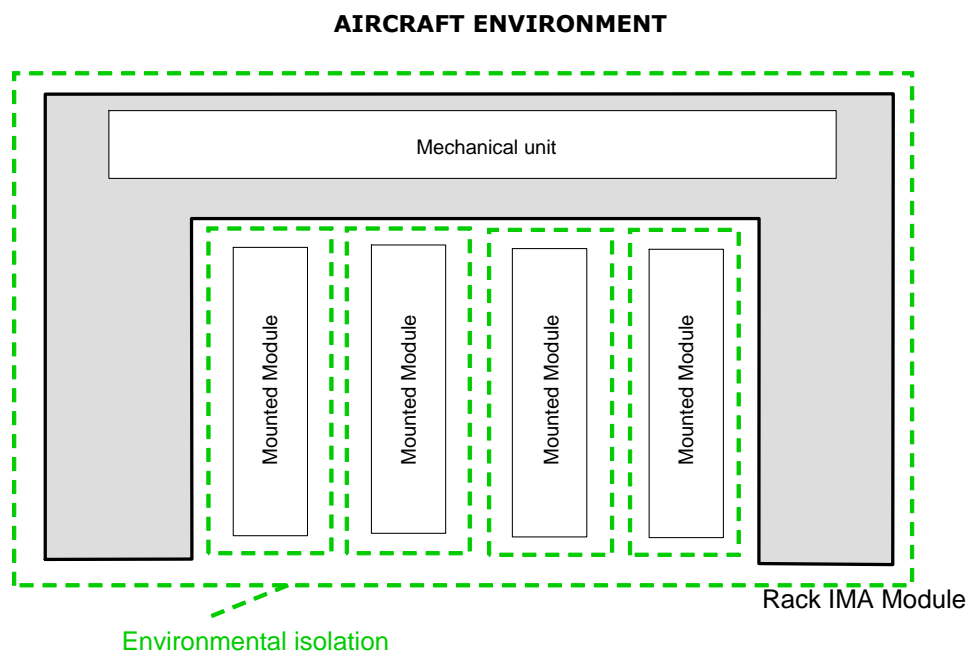 AIRCRAFT ENVIRONMENT
Mechanical unit
Mounted Module
Mounted Module
Mounted Module
Mounted Module
Rack IMA Module
Environmental isolation